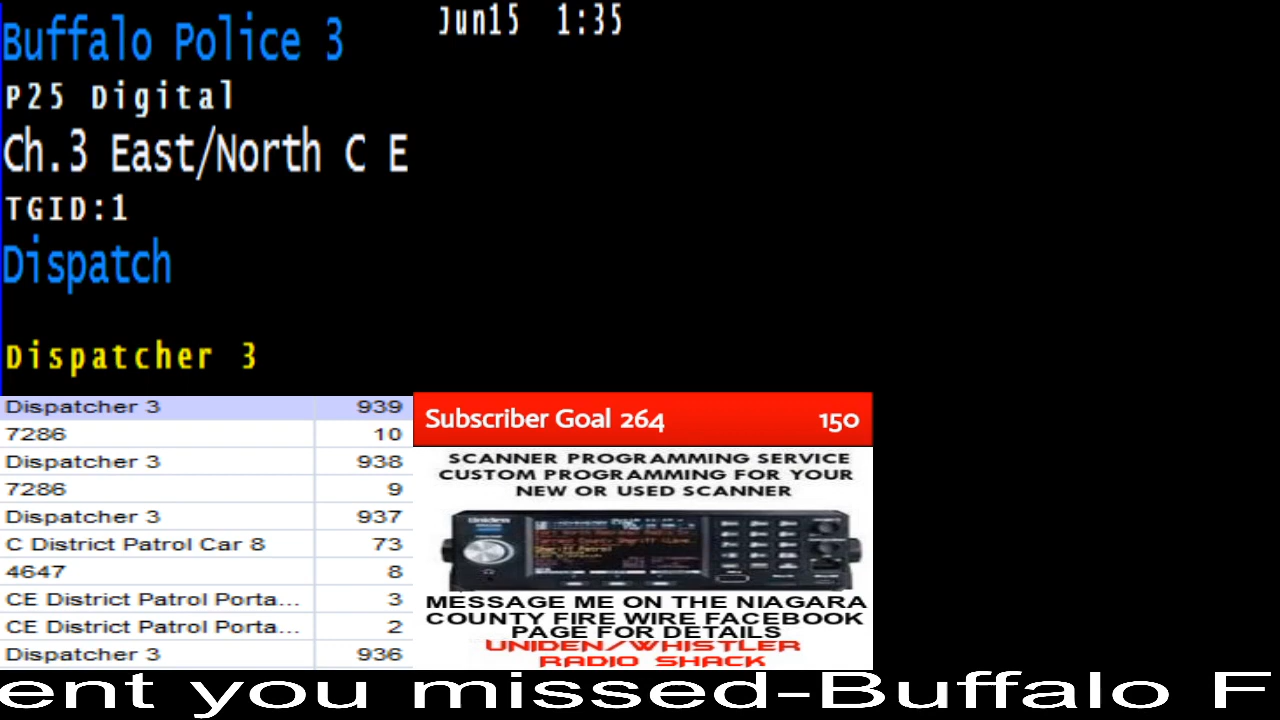 Buffalo Police 3
Jun15 1:35
P25 Digital
Ch.3 East/North C E
TGID:1
Dispatch
Dispatcher 3
Dispatcher 3 939
7286 10
Dispatcher 3 938
7286 9
Dispatcher 3 937
C District Patrol Car 8 73
4647 8
CE District Patrol Porta... 3
CE District Patrol Porta... 2
Dispatcher 3 936
Subscriber Goal 264 150
SCANNER PROGRAMMING SERVICE
CUSTOM PROGRAMMING FOR YOUR
NEW OR USED SCANNER
Uniden
MESSAGE ME ON THE NIAGARA
COUNTY FIRE WIRE FACEBOOK
PAGE FOR DETAILS
UNIDEN/WHISTLER
RADIO SHACK
ent you missed-Buffalo F